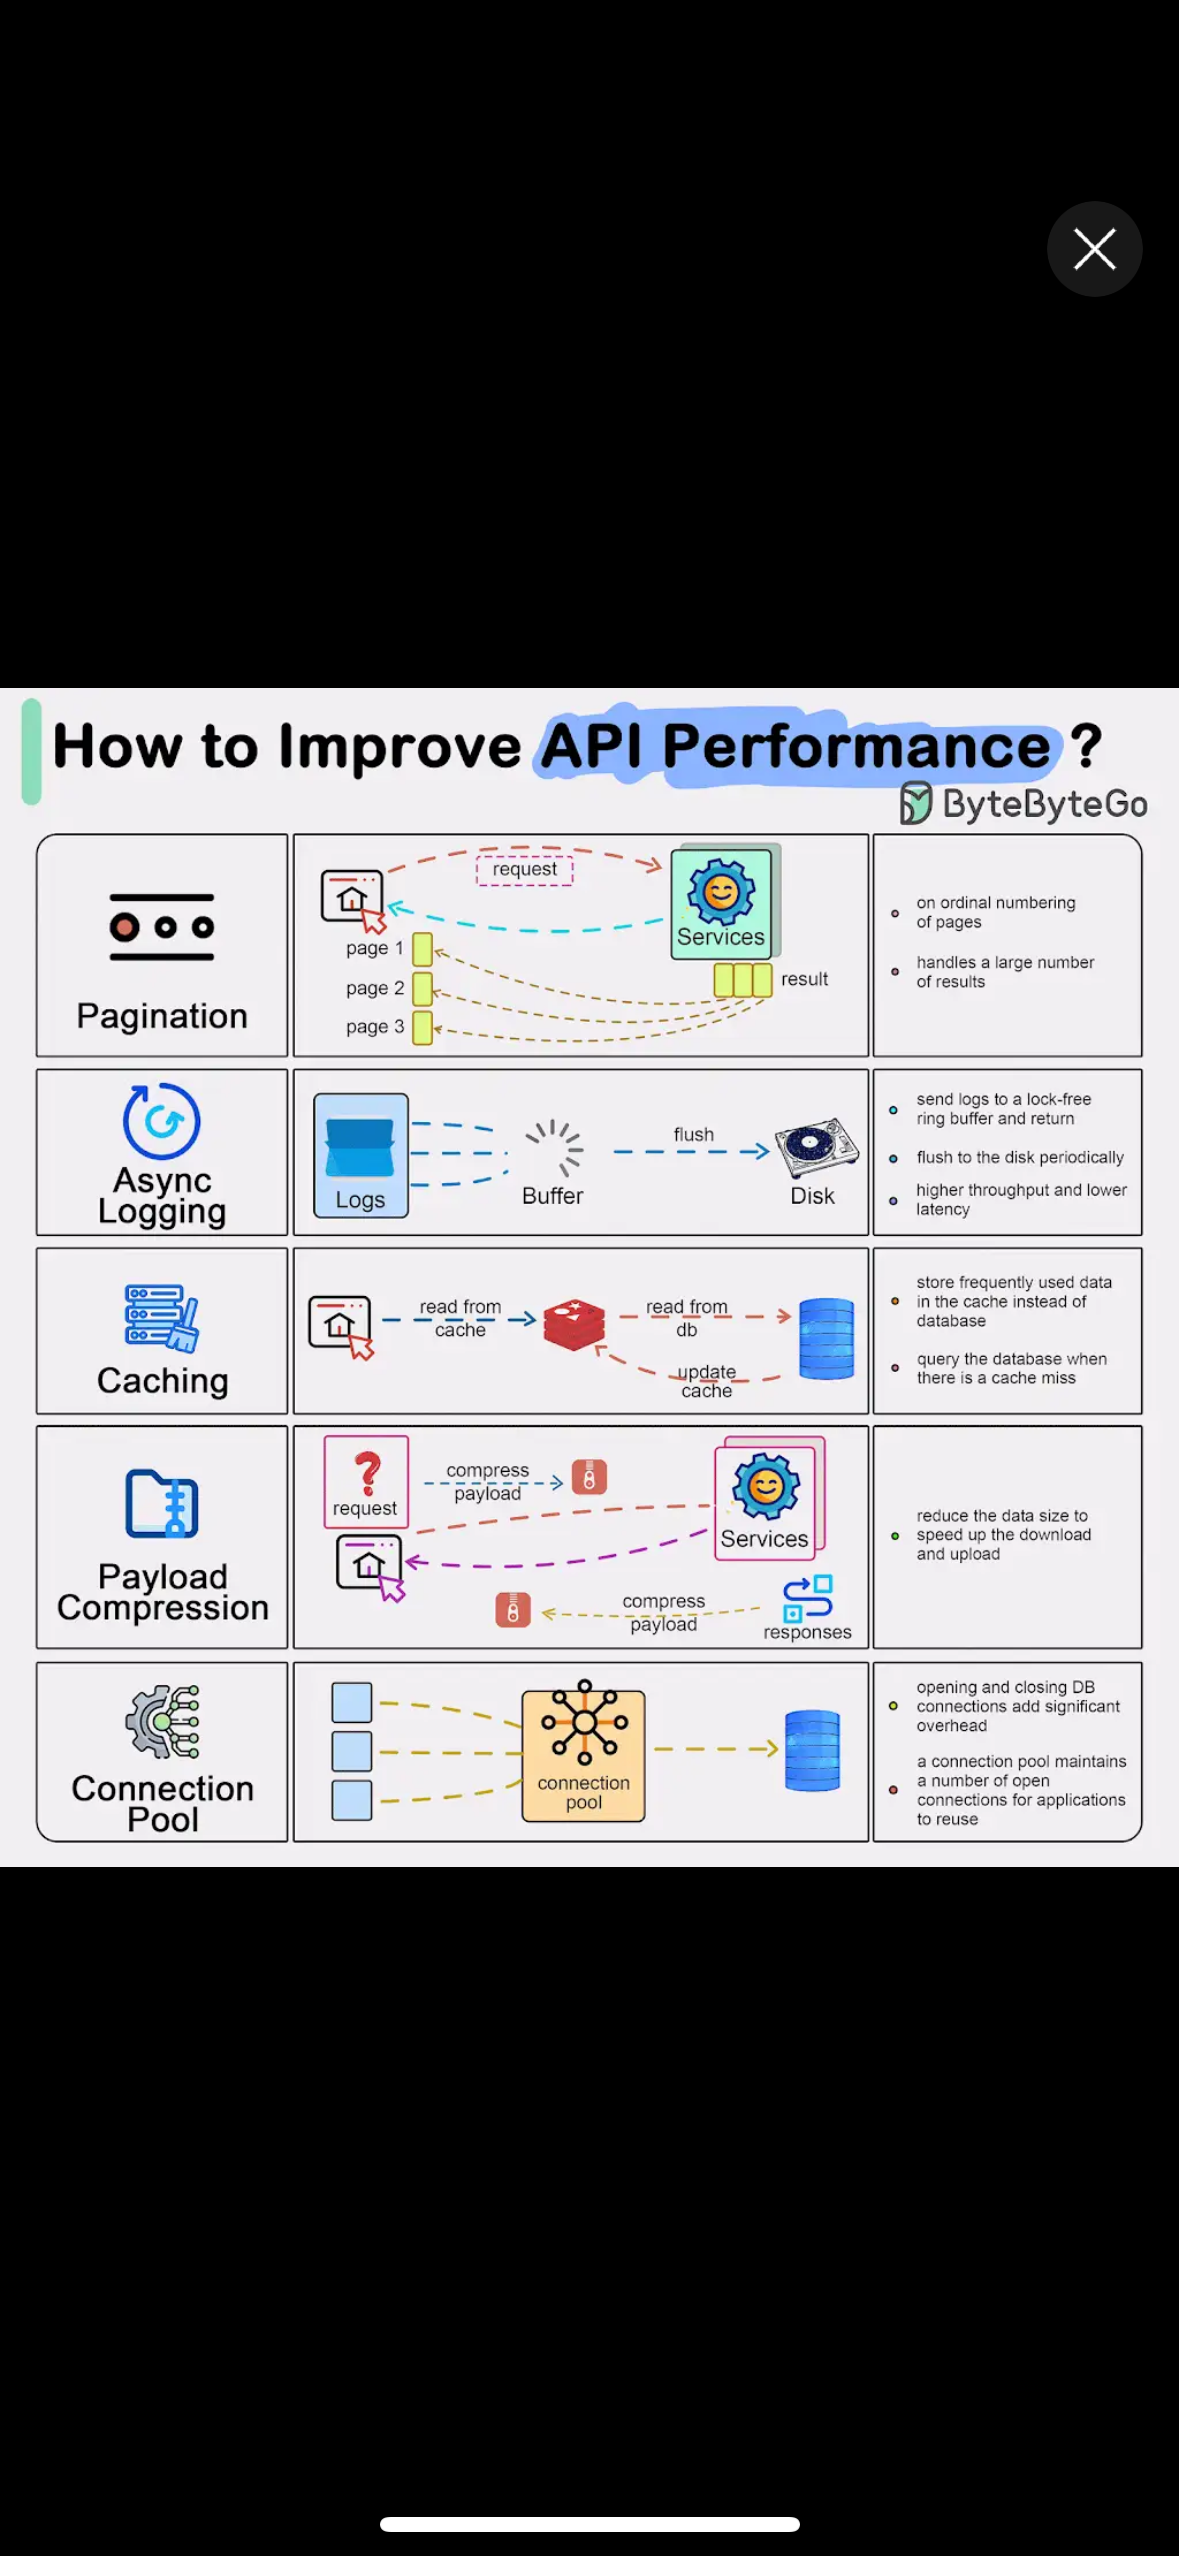 How to Improve API Performance ?
ByteByteGo
Pagination
request
Services
page 1
page 2
page 3
result
on ordinal numbering
of pages
handles a large number
of results
Async
Logging
Logs
Buffer
flush
Disk
send logs to a lock-free
ring buffer and return
flush to the disk periodically
higher throughput and lower
latency
Caching
read from
cache
read from
db
update
cache
store frequently used data
in the cache instead of
database
query the database when
there is a cache miss
Payload
Compression
request
compress
payload
Services
compress
payload
responses
reduce the data size to
speed up the download
and upload
Connection
Pool
connection
pool
opening and closing DB
connections add significant
overhead
a connection pool maintains
a number of open
connections for applications
to reuse